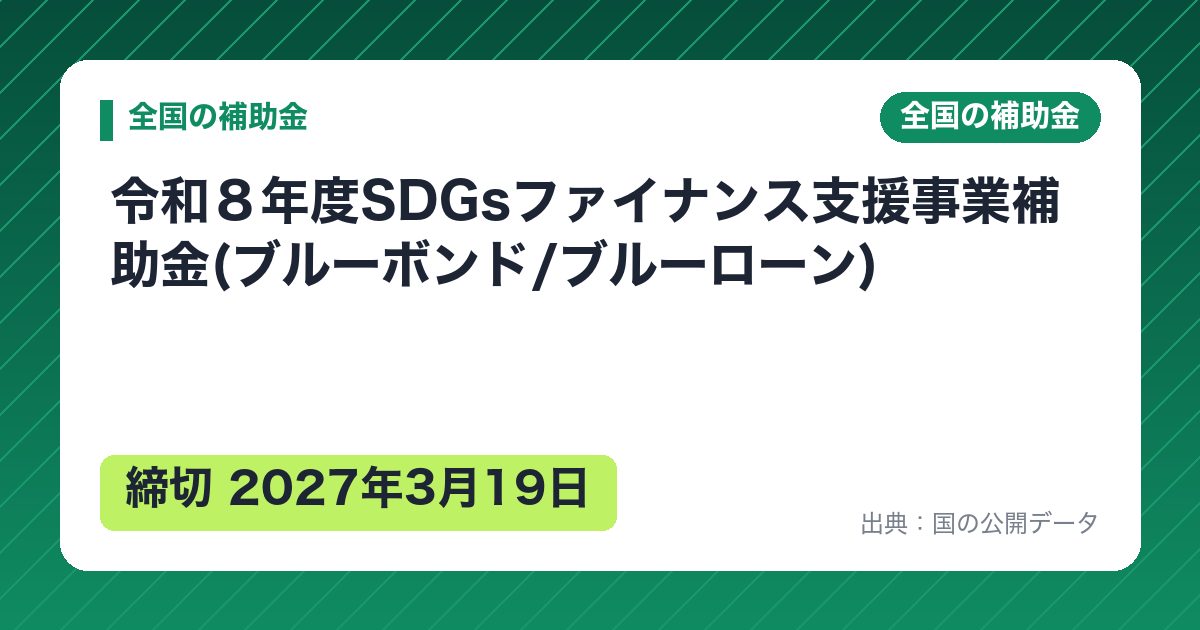 全国の補助金
全国の補助金
令和８年度SDGsファイナンス支援事業補
助金(ブルーボンド/ブルーローン)
締切 2027年3月19日
出典：国の公開データ